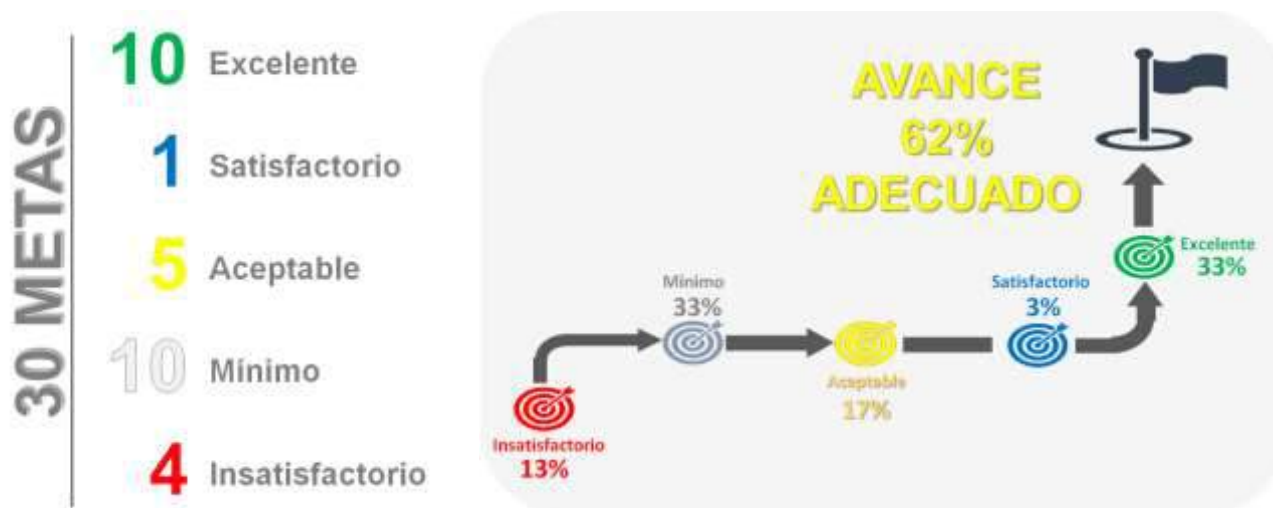 30 METAS
10 Excelente
1 Satisfactorio
5 Aceptable
10 Mínimo
4 Insatisfactorio
AVANCE
62%
ADECUADO
Excelente
33%
Mínimo
33%
Satisfactorio
3%
Aceptable
17%
Insatisfactorio
13%